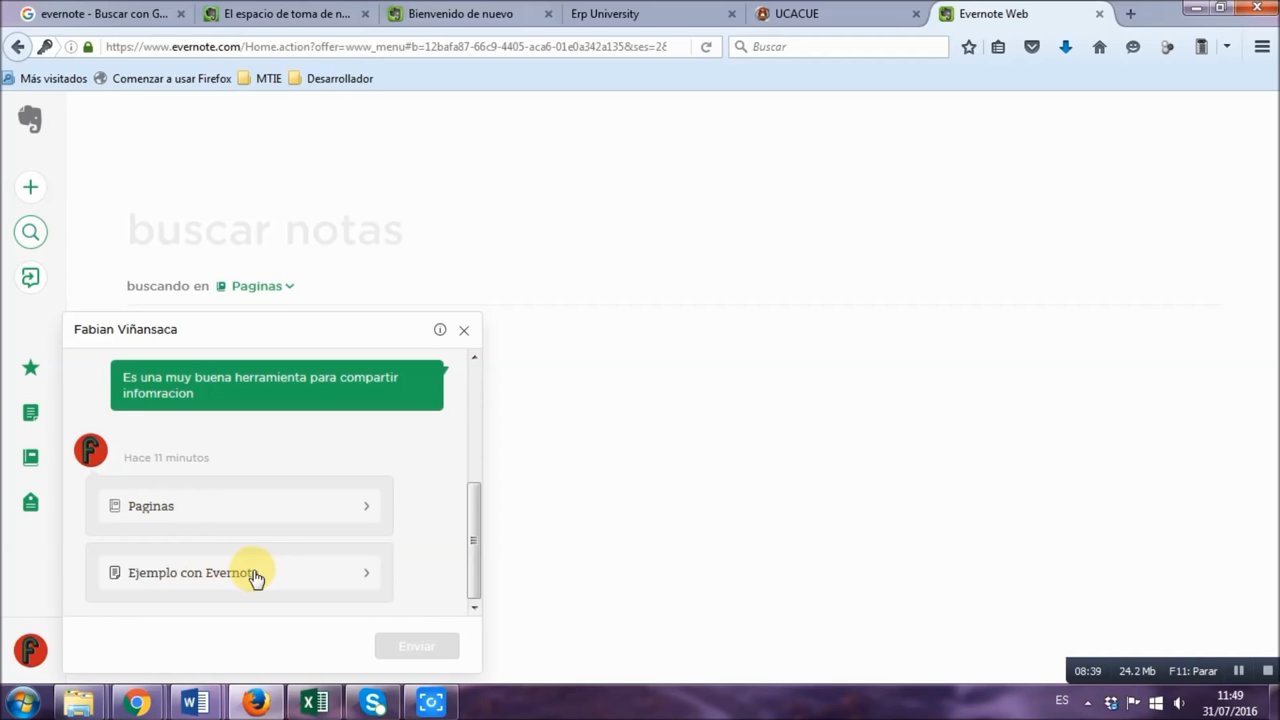 evernote - Buscar con G...
El espacio de toma de n...
Bienvenido de nuevo
Erp University
UCACUE
Evernote Web
https://www.evernote.com/Home.action?offer=www_menu#b=12bafa87-66c9-4405-aca6-01e0a342a135&ses=28
Buscar
Más visitados
Comenzar a usar Firefox
MTIE
Desarrollador
buscar notas
buscando en Paginas
Fabian Viñansaca
Es una muy buena herramienta para compartir
infomracion
Hace 11 minutos
Paginas
Ejemplo con Evernote
Enviar
08:39 24.2 Mb F11: Parar
ES
11:49
31/07/2016